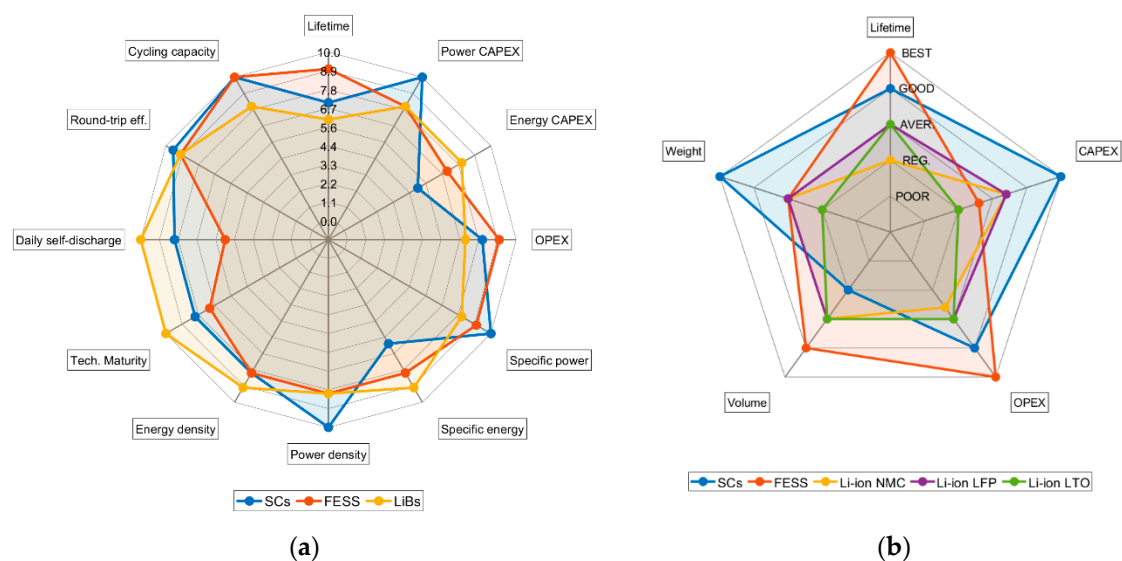 Lifetime
Cycling capacity
Power CAPEX
10.0
8.9
7.8
6.7
5.6
4.4
3.3
2.2
1.1
0.0
Round-trip eff.
Energy CAPEX
Daily self-discharge
OPEX
Tech. Maturity
Specific power
Energy density
Specific energy
Power density
SCs FESS LiBs
(a)
Lifetime
BEST
GOOD
AVER.
REG.
POOR
Weight
CAPEX
Volume
OPEX
SCs FESS Li-ion NMC Li-ion LFP Li-ion LTO
(b)